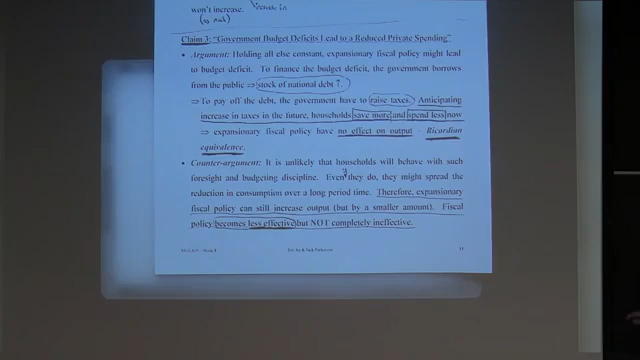 won't increase.
increase in
Claim 3: "Government Budget Deficits Lead to a Reduced Private Spending"
• Argument: Holding all else constant, expansionary fiscal policy might lead
to budget deficit. To finance the budget deficit, the government borrows
from the public ⇒ stock of national debt ↑.
⇒ To pay off the debt, the government have to raise taxes. Anticipating
increase in taxes in the future, households save more and spend less now
⇒ expansionary fiscal policy have no effect on output - Ricardian
equivalence.
• Counter-argument: It is unlikely that households will behave with such
foresight and budgeting discipline. Even if they do, they might spread the
reduction in consumption over a long period time. Therefore, expansionary
fiscal policy can still increase output (but by a smaller amount). Fiscal
policy becomes less effective but NOT completely ineffective.